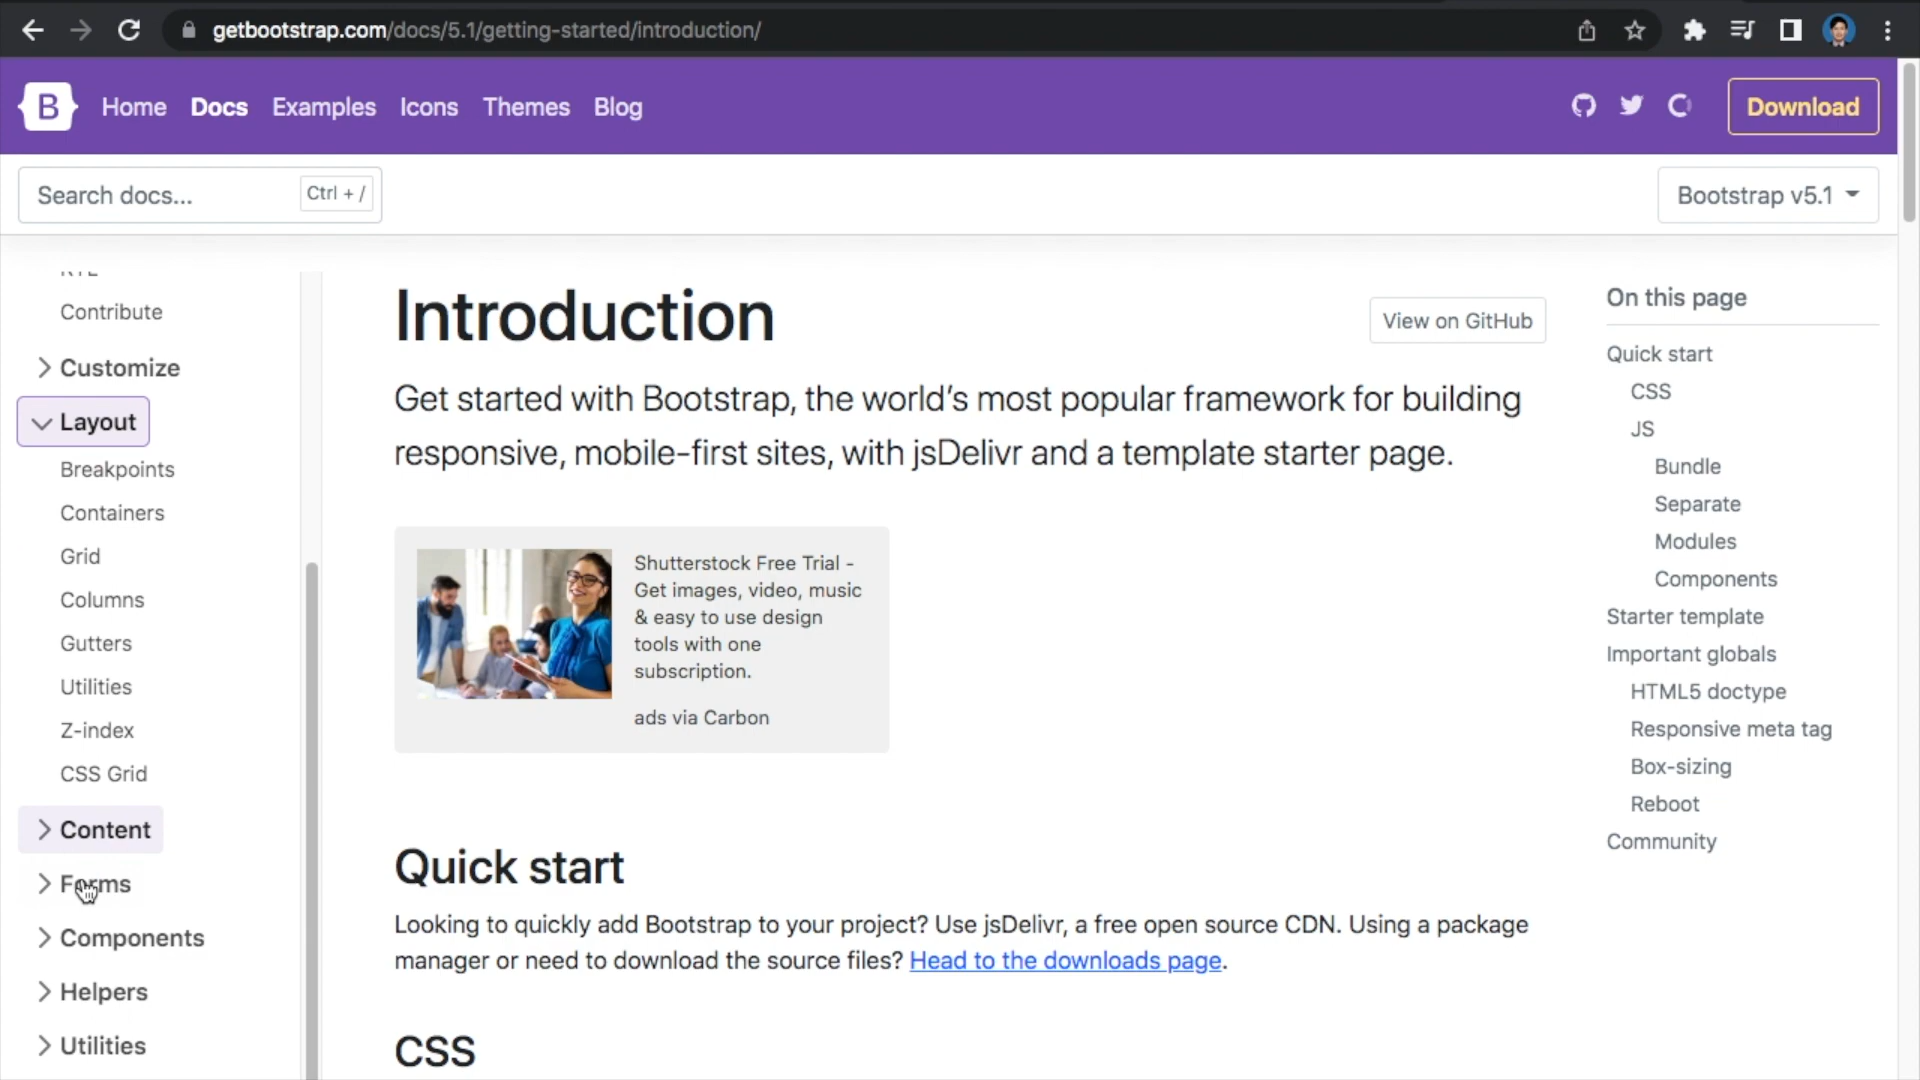 getbootstrap.com/docs/5.1/getting-started/introduction/
B Home Docs Examples Icons Themes Blog
Download
Search docs... Ctrl + /
Bootstrap v5.1
Contribute
Customize
Layout
Breakpoints
Containers
Grid
Columns
Gutters
Utilities
Z-index
CSS Grid
Content
Forms
Components
Helpers
Utilities
Introduction
View on GitHub
Get started with Bootstrap, the world’s most popular framework for building
responsive, mobile-first sites, with jsDelivr and a template starter page.
Shutterstock Free Trial -
Get images, video, music
& easy to use design
tools with one
subscription.
ads via Carbon
Quick start
Looking to quickly add Bootstrap to your project? Use jsDelivr, a free open source CDN. Using a package
manager or need to download the source files? Head to the downloads page.
CSS
On this page
Quick start
CSS
JS
Bundle
Separate
Modules
Components
Starter template
Important globals
HTML5 doctype
Responsive meta tag
Box-sizing
Reboot
Community